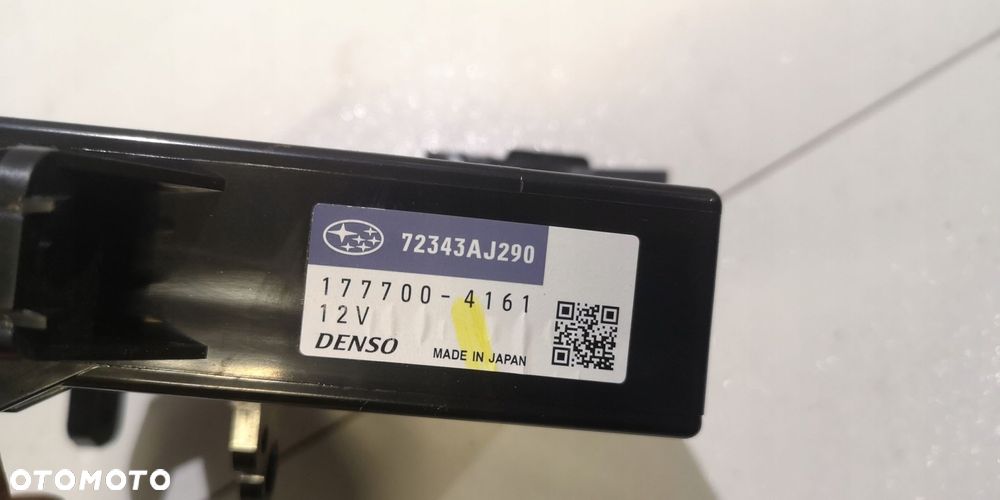 72343AJ290
177700-4161
12V
DENSO
MADE IN JAPAN
OTOMOTO